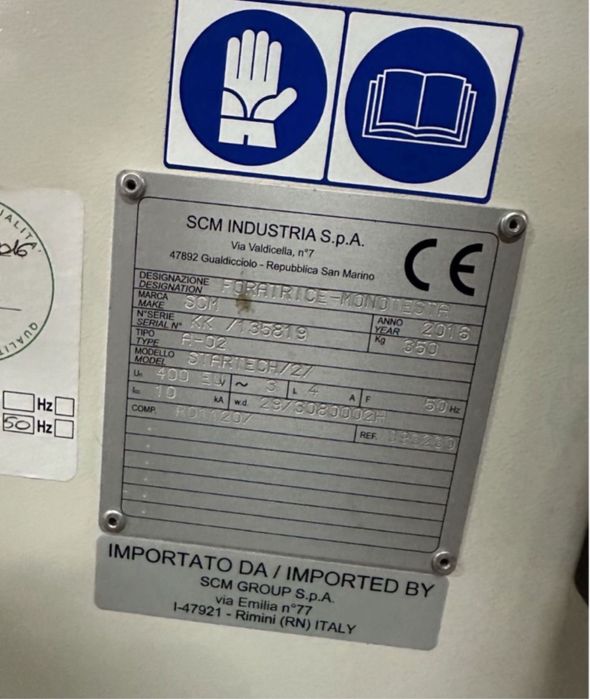 SCM INDUSTRIA S.p.A.
Via Valdicella, n°7
47892 Gualdicciolo - Repubblica San Marino
CE
DESIGNAZIONE
DESIGNATION FORATRICE-MONOTESTA
MARCA
MAKE SCM
N°SERIE
SERIAL N° KK /135819
ANNO
YEAR 2016
TIPO
TYPE A-02
Kg 350
MODELLO
MODEL STARTECH/27
400 V ~ 3 4 A F 50 Hz
10 kA w.d. 29/3080002H
COMP.
REF.
IMPORTATO DA / IMPORTED BY
SCM GROUP S.p.A.
via Emilia n°77
I-47921 - Rimini (RN) ITALY
Hz
50 Hz